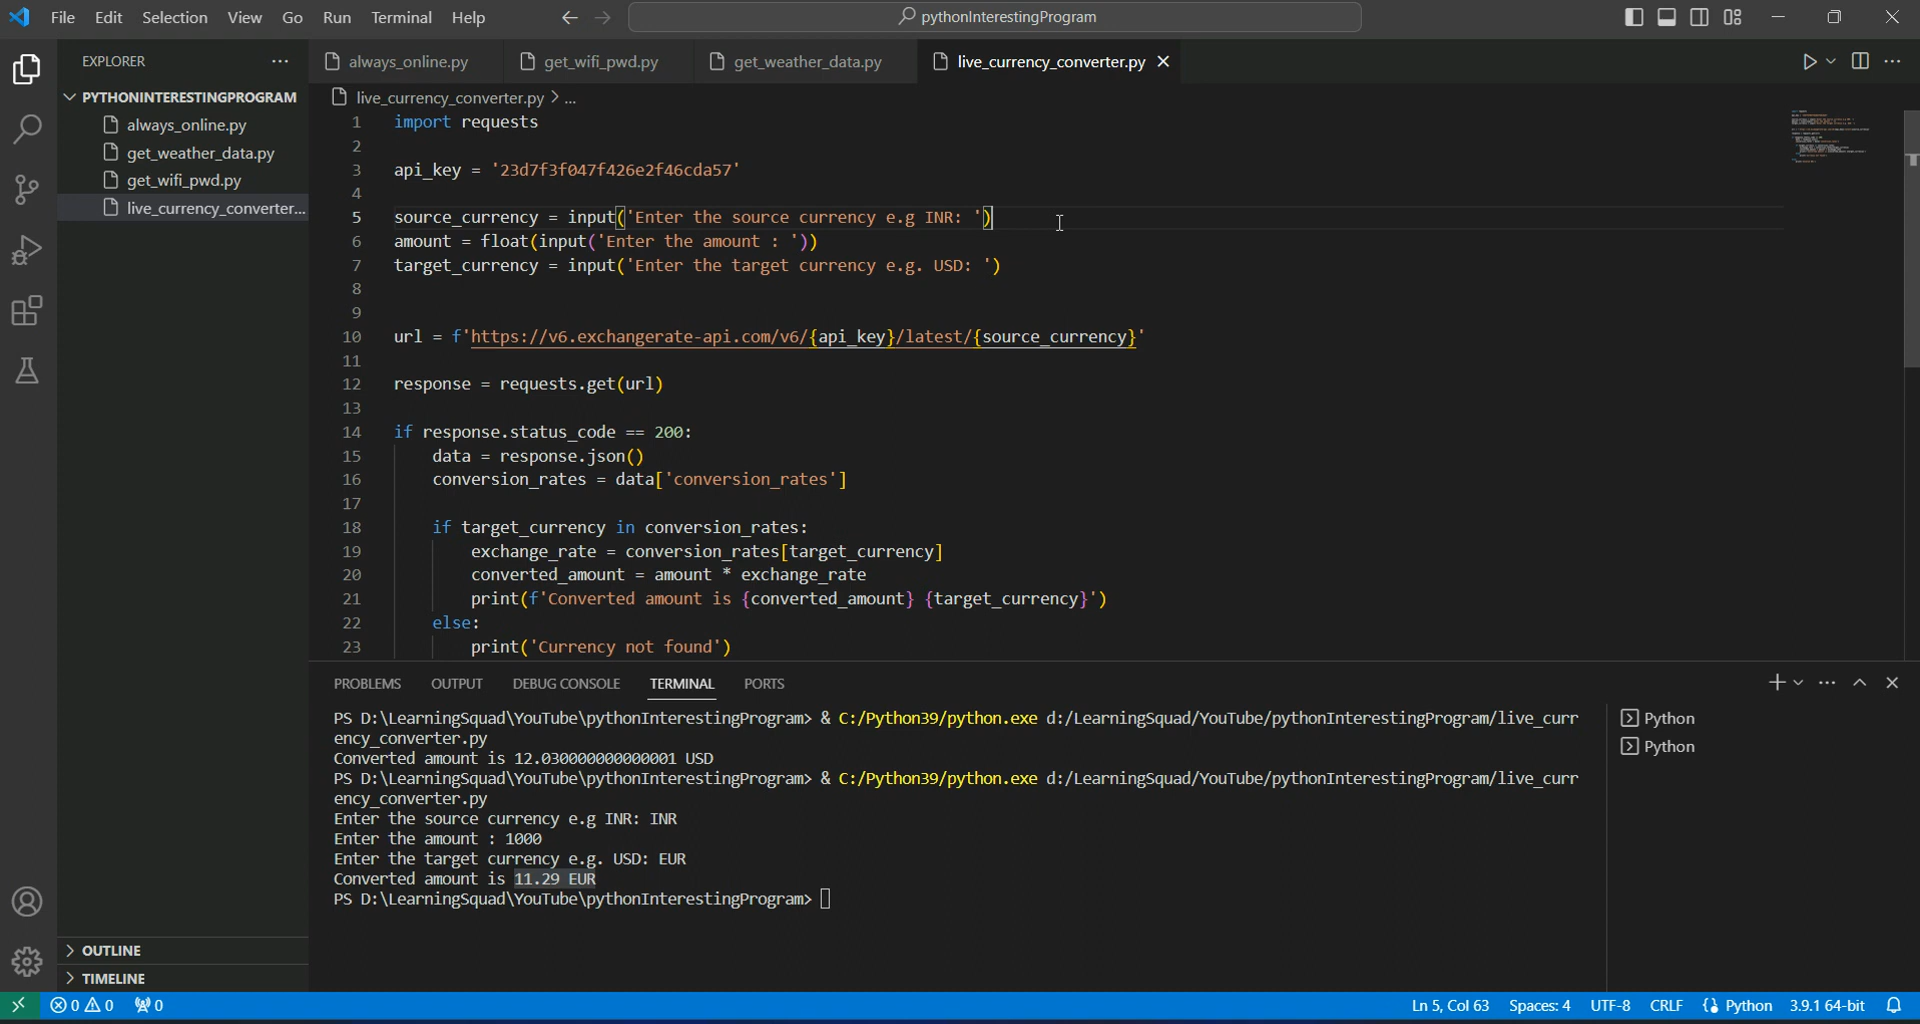 File Edit Selection View Go Run Terminal Help
pythonInterestingProgram
EXPLORER
always_online.py get_wifi_pwd.py get_weather_data.py live_currency_converter.py
PYTHONINTERESTINGPROGRAM
always_online.py
get_weather_data.py
get_wifi_pwd.py
live_currency_converter...
OUTLINE
TIMELINE
live_currency_converter.py > ...
1 import requests
2
3 api_key = '23d7f3f047f426e2f46cda57'
4
5 source_currency = input('Enter the source currency e.g INR: ')
6 amount = float(input('Enter the amount : '))
7 target_currency = input('Enter the target currency e.g. USD: ')
8
9
10 url = f'https://v6.exchangerate-api.com/v6/{api_key}/latest/{source_currency}'
11
12 response = requests.get(url)
13
14 if response.status_code == 200:
15 data = response.json()
16 conversion_rates = data['conversion_rates']
17
18 if target_currency in conversion_rates:
19 exchange_rate = conversion_rates[target_currency]
20 converted_amount = amount * exchange_rate
21 print(f'Converted amount is {converted_amount} {target_currency}')
22 else:
23 print('Currency not found')
PROBLEMS OUTPUT DEBUG CONSOLE TERMINAL PORTS
PS D:\LearningSquad\YouTube\pythonInterestingProgram> & C:/Python39/python.exe d:/LearningSquad/YouTube/pythonInterestingProgram/live_curr
ency_converter.py
Converted amount is 12.030000000000001 USD
PS D:\LearningSquad\YouTube\pythonInterestingProgram> & C:/Python39/python.exe d:/LearningSquad/YouTube/pythonInterestingProgram/live_curr
ency_converter.py
Enter the source currency e.g INR: INR
Enter the amount : 1000
Enter the target currency e.g. USD: EUR
Converted amount is 11.29 EUR
PS D:\LearningSquad\YouTube\pythonInterestingProgram>
Python
Python
0 0 0 Ln 5, Col 63 Spaces: 4 UTF-8 CRLF Python 3.9.1 64-bit